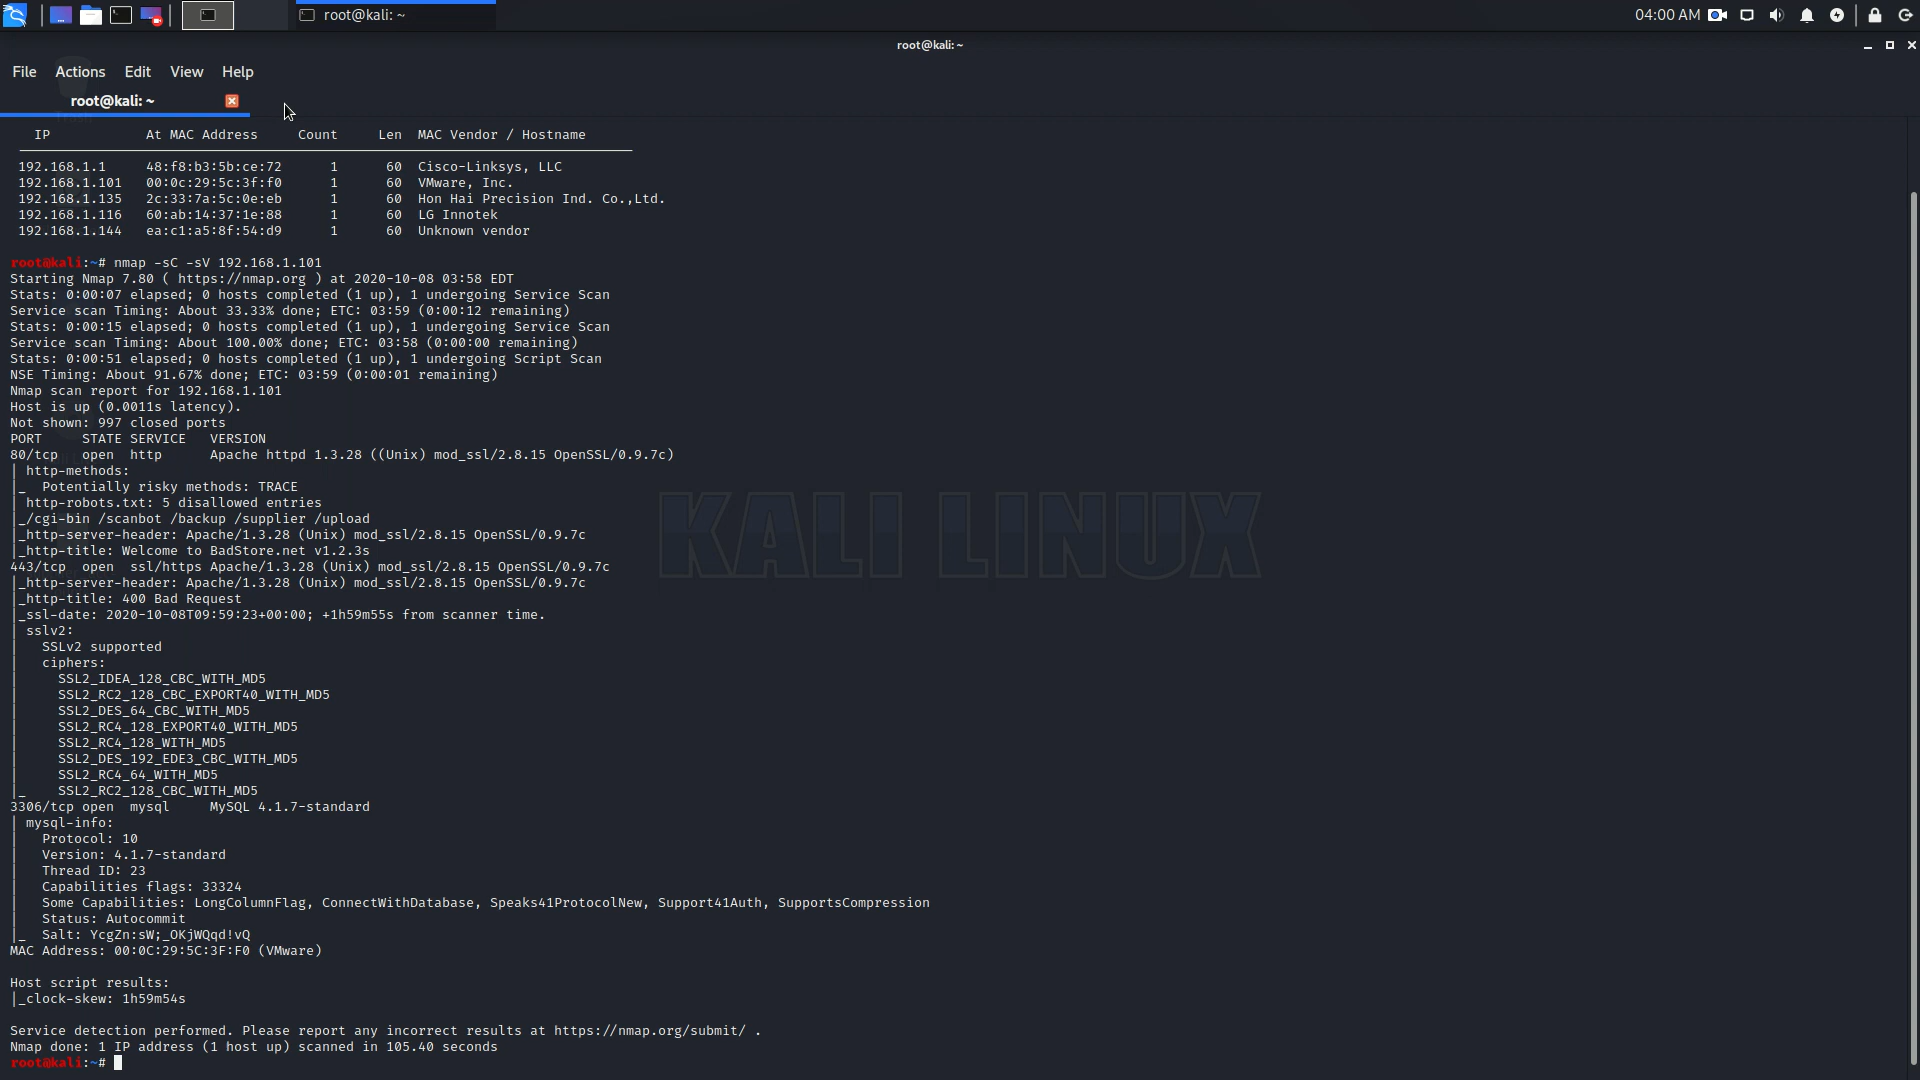 root@kali: ~
04:00 AM
root@kali: ~
File Actions Edit View Help
root@kali: ~
IP At MAC Address Count Len MAC Vendor / Hostname
192.168.1.1 48:f8:b3:5b:ce:72 1 60 Cisco-Linksys, LLC
192.168.1.101 00:0c:29:5c:3f:f0 1 60 VMware, Inc.
192.168.1.135 2c:33:7a:5c:0e:eb 1 60 Hon Hai Precision Ind. Co.,Ltd.
192.168.1.116 60:ab:14:37:1e:88 1 60 LG Innotek
192.168.1.144 ea:c1:a5:8f:54:d9 1 60 Unknown vendor
root@kali:~# nmap -sC -sV 192.168.1.101
Starting Nmap 7.80 ( https://nmap.org ) at 2020-10-08 03:58 EDT
Stats: 0:00:07 elapsed; 0 hosts completed (1 up), 1 undergoing Service Scan
Service scan Timing: About 33.33% done; ETC: 03:59 (0:00:12 remaining)
Stats: 0:00:15 elapsed; 0 hosts completed (1 up), 1 undergoing Service Scan
Service scan Timing: About 100.00% done; ETC: 03:58 (0:00:00 remaining)
Stats: 0:00:51 elapsed; 0 hosts completed (1 up), 1 undergoing Script Scan
NSE Timing: About 91.67% done; ETC: 03:59 (0:00:01 remaining)
Nmap scan report for 192.168.1.101
Host is up (0.0011s latency).
Not shown: 997 closed ports
PORT STATE SERVICE VERSION
80/tcp open http Apache httpd 1.3.28 ((Unix) mod_ssl/2.8.15 OpenSSL/0.9.7c)
| http-methods:
|_ Potentially risky methods: TRACE
| http-robots.txt: 5 disallowed entries
|_/cgi-bin /scanbot /backup /supplier /upload
|_http-server-header: Apache/1.3.28 (Unix) mod_ssl/2.8.15 OpenSSL/0.9.7c
|_http-title: Welcome to BadStore.net v1.2.3s
443/tcp open ssl/https Apache/1.3.28 (Unix) mod_ssl/2.8.15 OpenSSL/0.9.7c
|_http-server-header: Apache/1.3.28 (Unix) mod_ssl/2.8.15 OpenSSL/0.9.7c
|_http-title: 400 Bad Request
|_ssl-date: 2020-10-08T09:59:23+00:00; +1h59m55s from scanner time.
| sslv2:
| SSLv2 supported
| ciphers:
| SSL2_IDEA_128_CBC_WITH_MD5
| SSL2_RC2_128_CBC_EXPORT40_WITH_MD5
| SSL2_DES_64_CBC_WITH_MD5
| SSL2_RC4_128_EXPORT40_WITH_MD5
| SSL2_RC4_128_WITH_MD5
| SSL2_DES_192_EDE3_CBC_WITH_MD5
| SSL2_RC4_64_WITH_MD5
|_ SSL2_RC2_128_CBC_WITH_MD5
3306/tcp open mysql MySQL 4.1.7-standard
| mysql-info:
| Protocol: 10
| Version: 4.1.7-standard
| Thread ID: 23
| Capabilities flags: 33324
| Some Capabilities: LongColumnFlag, ConnectWithDatabase, Speaks41ProtocolNew, Support41Auth, SupportsCompression
| Status: Autocommit
|_ Salt: YcgZn:sW;_OKjWQqd!vQ
MAC Address: 00:0C:29:5C:3F:F0 (VMware)
Host script results:
|_clock-skew: 1h59m54s
Service detection performed. Please report any incorrect results at https://nmap.org/submit/ .
Nmap done: 1 IP address (1 host up) scanned in 105.40 seconds
root@kali:~#
KALI LINUX